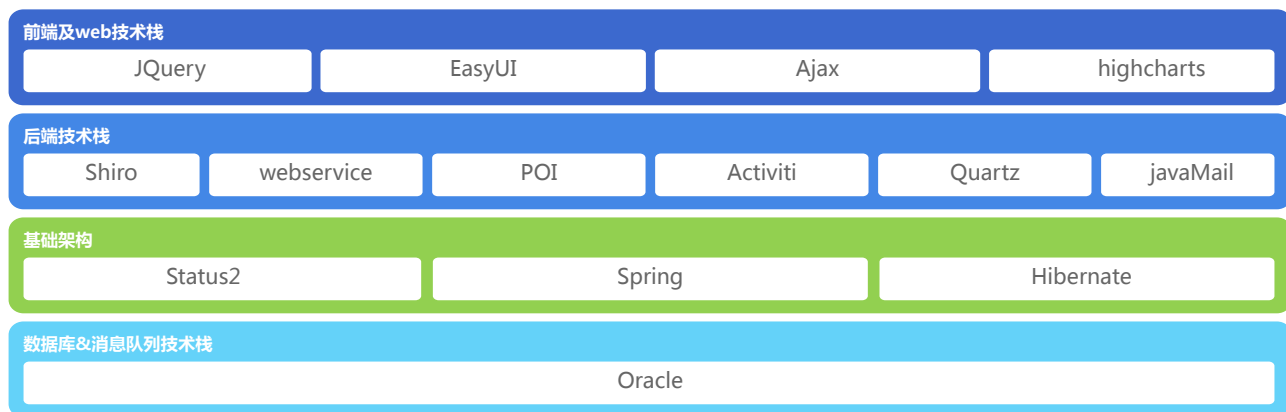 前端及web技术栈
JQuery EasyUI Ajax highcharts
后端技术栈
Shiro webservice POI Activiti Quartz javaMail
基础架构
Status2 Spring Hibernate
数据库&消息队列技术栈
Oracle